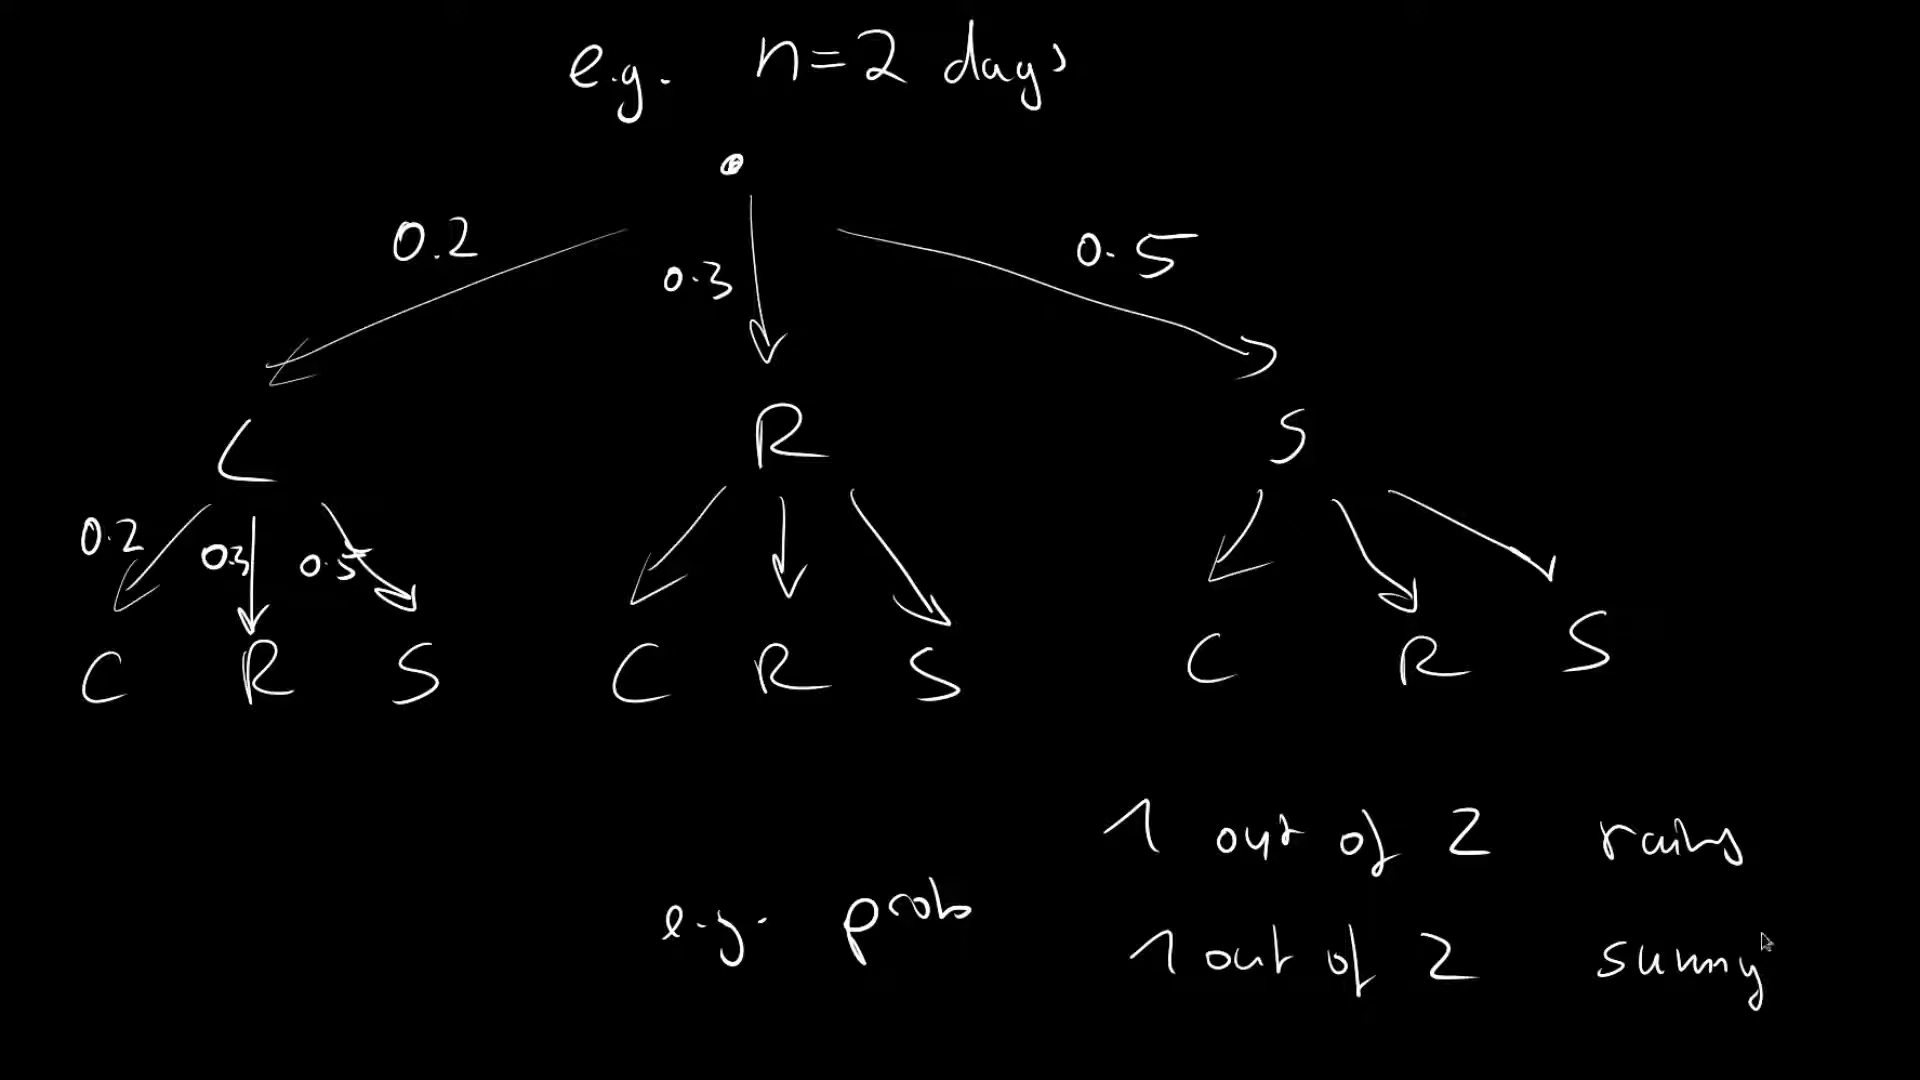 e.g. n=2 days
0.2 0.3 0.5
C R S
0.2 0.3 0.5
C R S C R S C R S
1 out of 2 rains
e.g. prob
1 out of 2 sunny